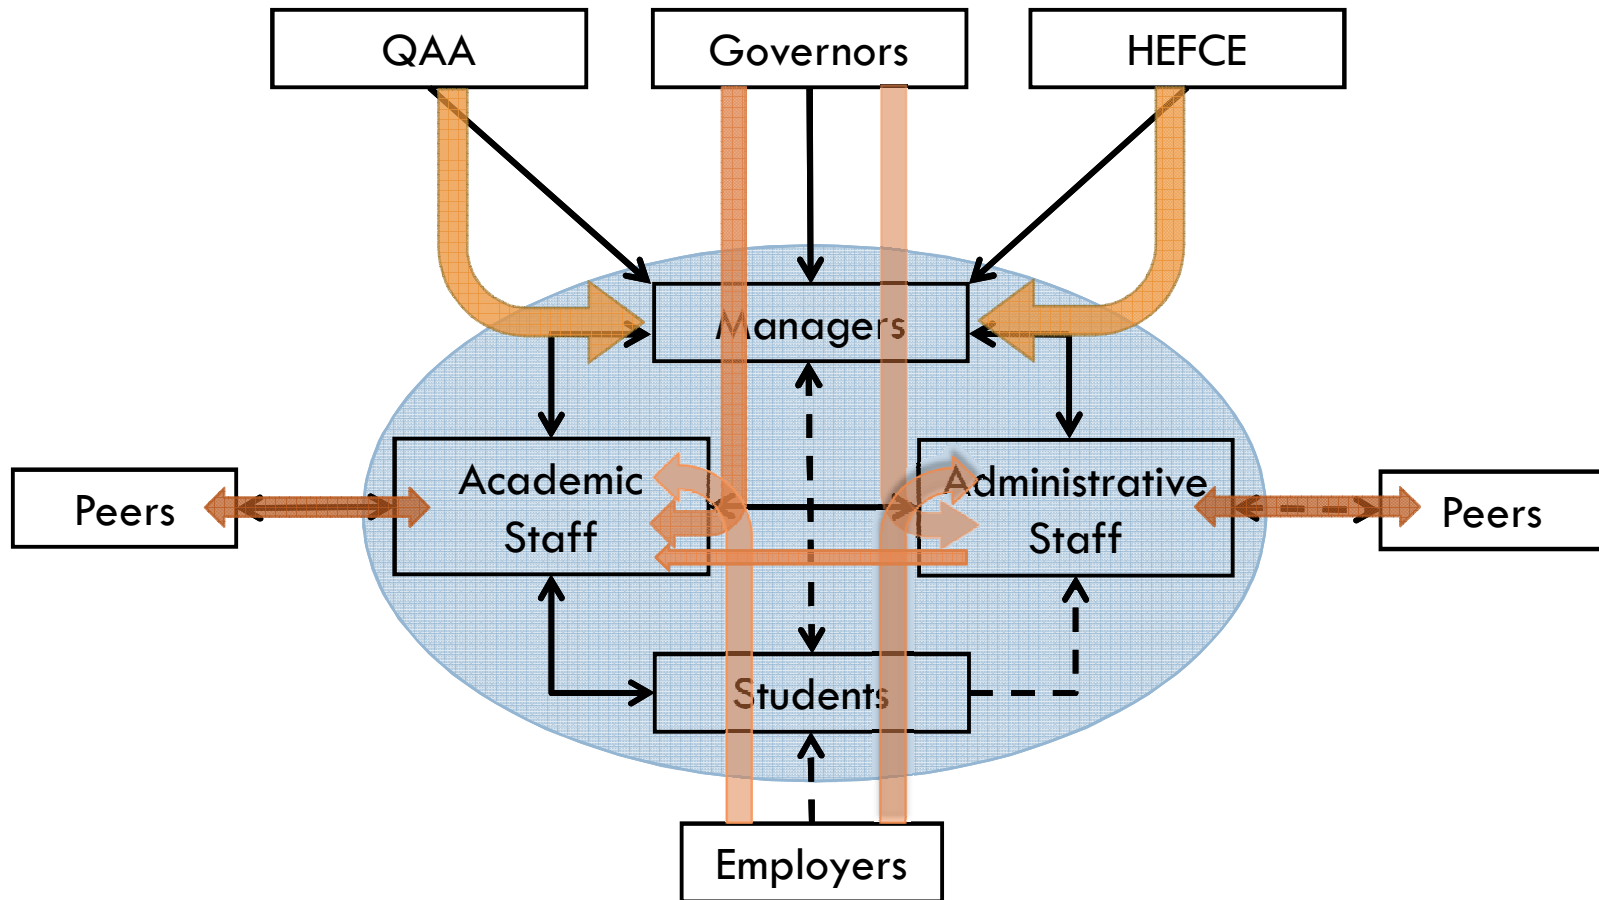 QAA
Governors
HEFCE
Managers
Academic
Staff
Administrative
Staff
Peers
Peers
Students
Employers